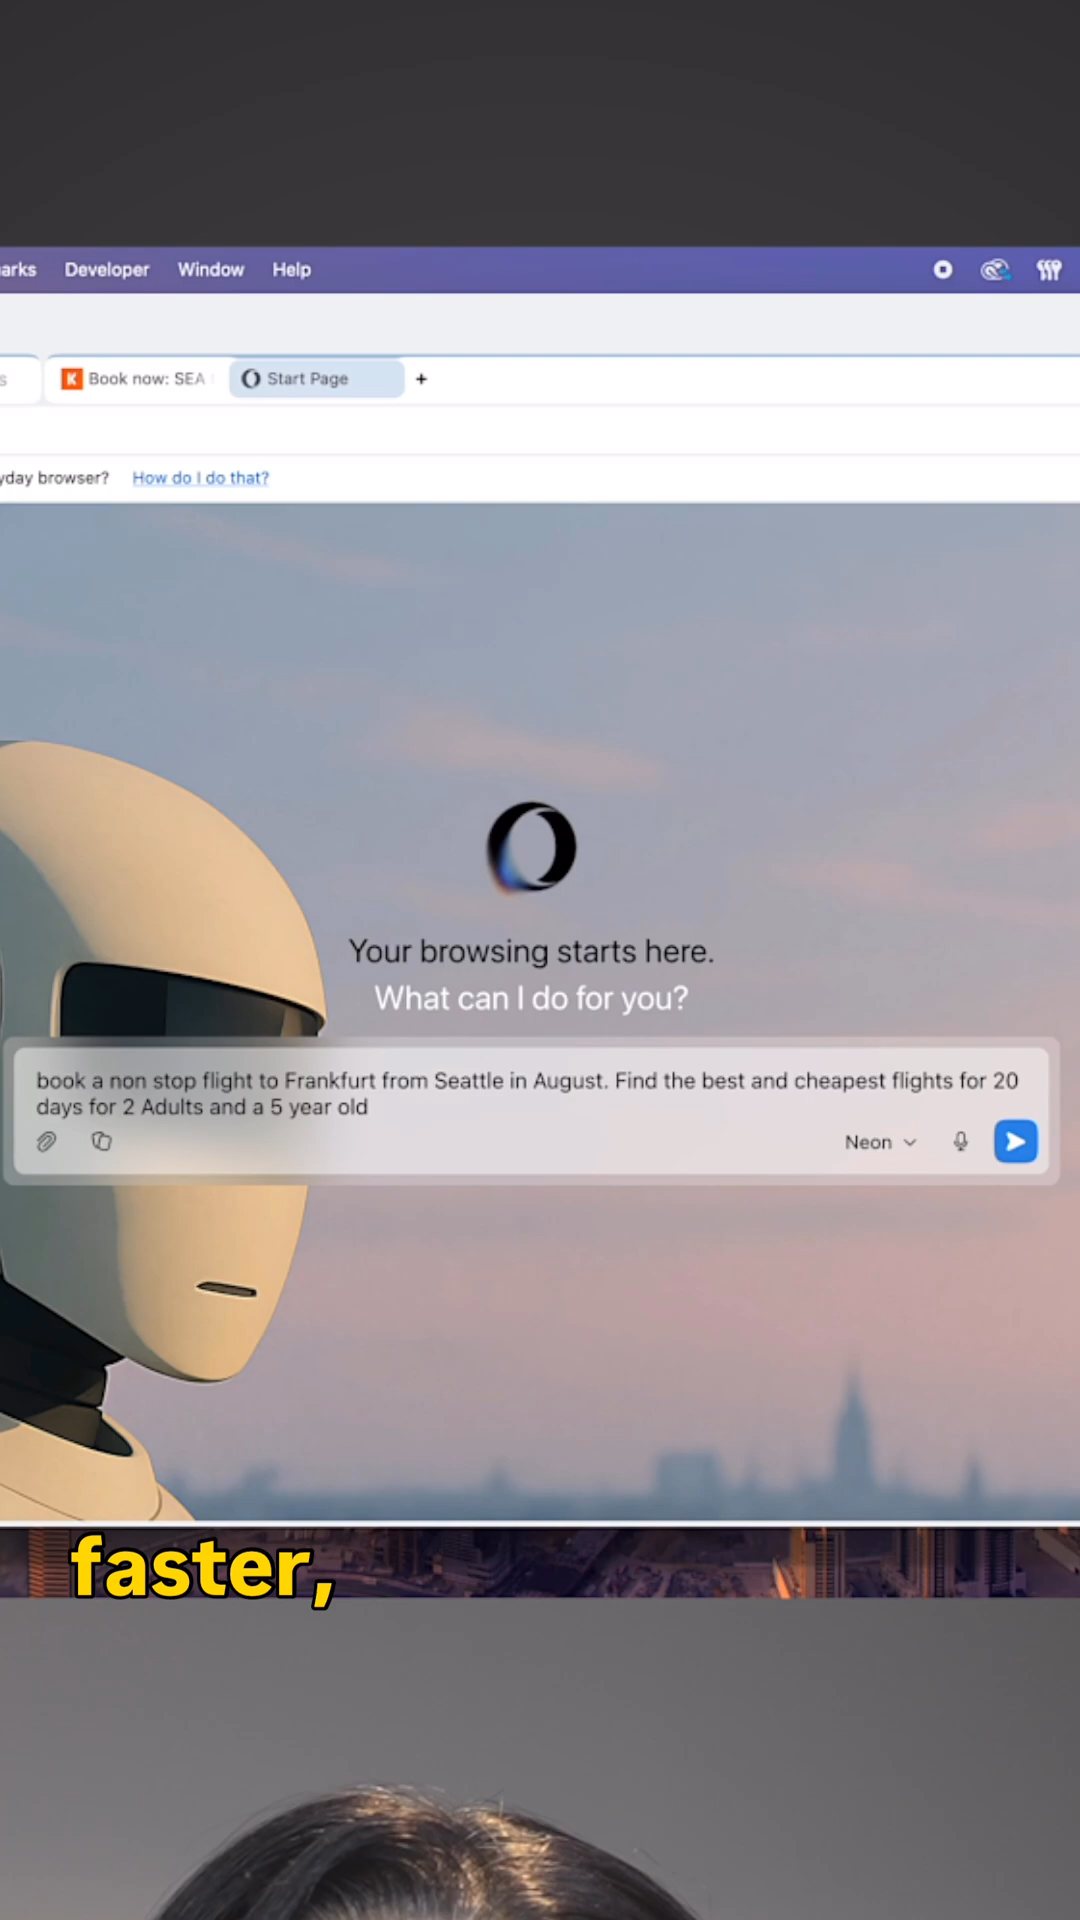 arks Developer Window Help
s Book now: SEA Start Page +
yday browser? How do I do that?
Your browsing starts here.
What can I do for you?
book a non stop flight to Frankfurt from Seattle in August. Find the best and cheapest flights for 20
days for 2 Adults and a 5 year old
Neon
faster,